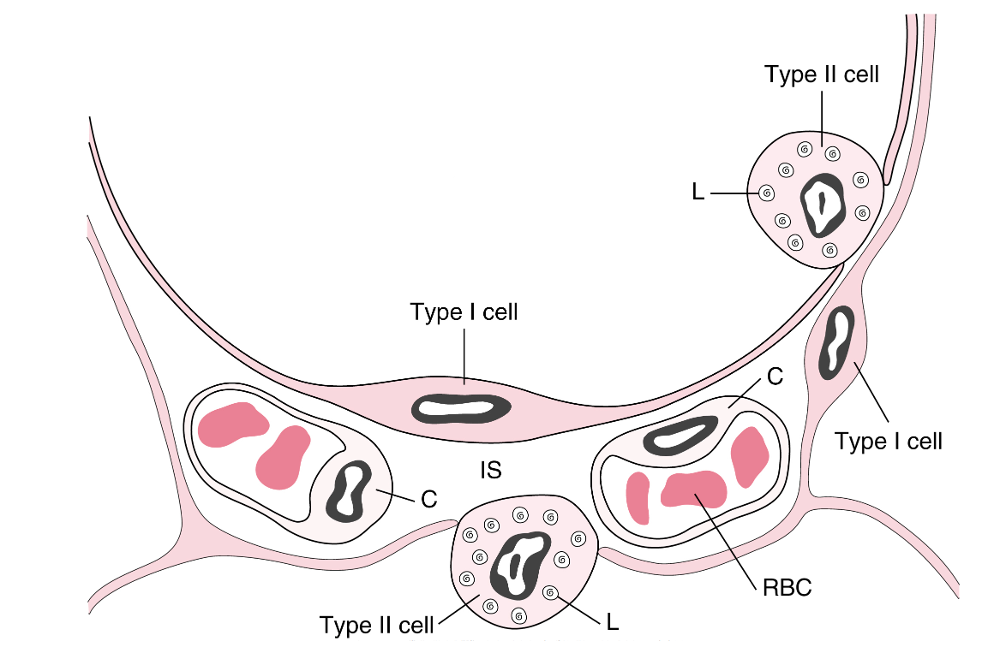 Type II cell
L
Type I cell
C
Type I cell
IS
C
RBC
Type II cell
L